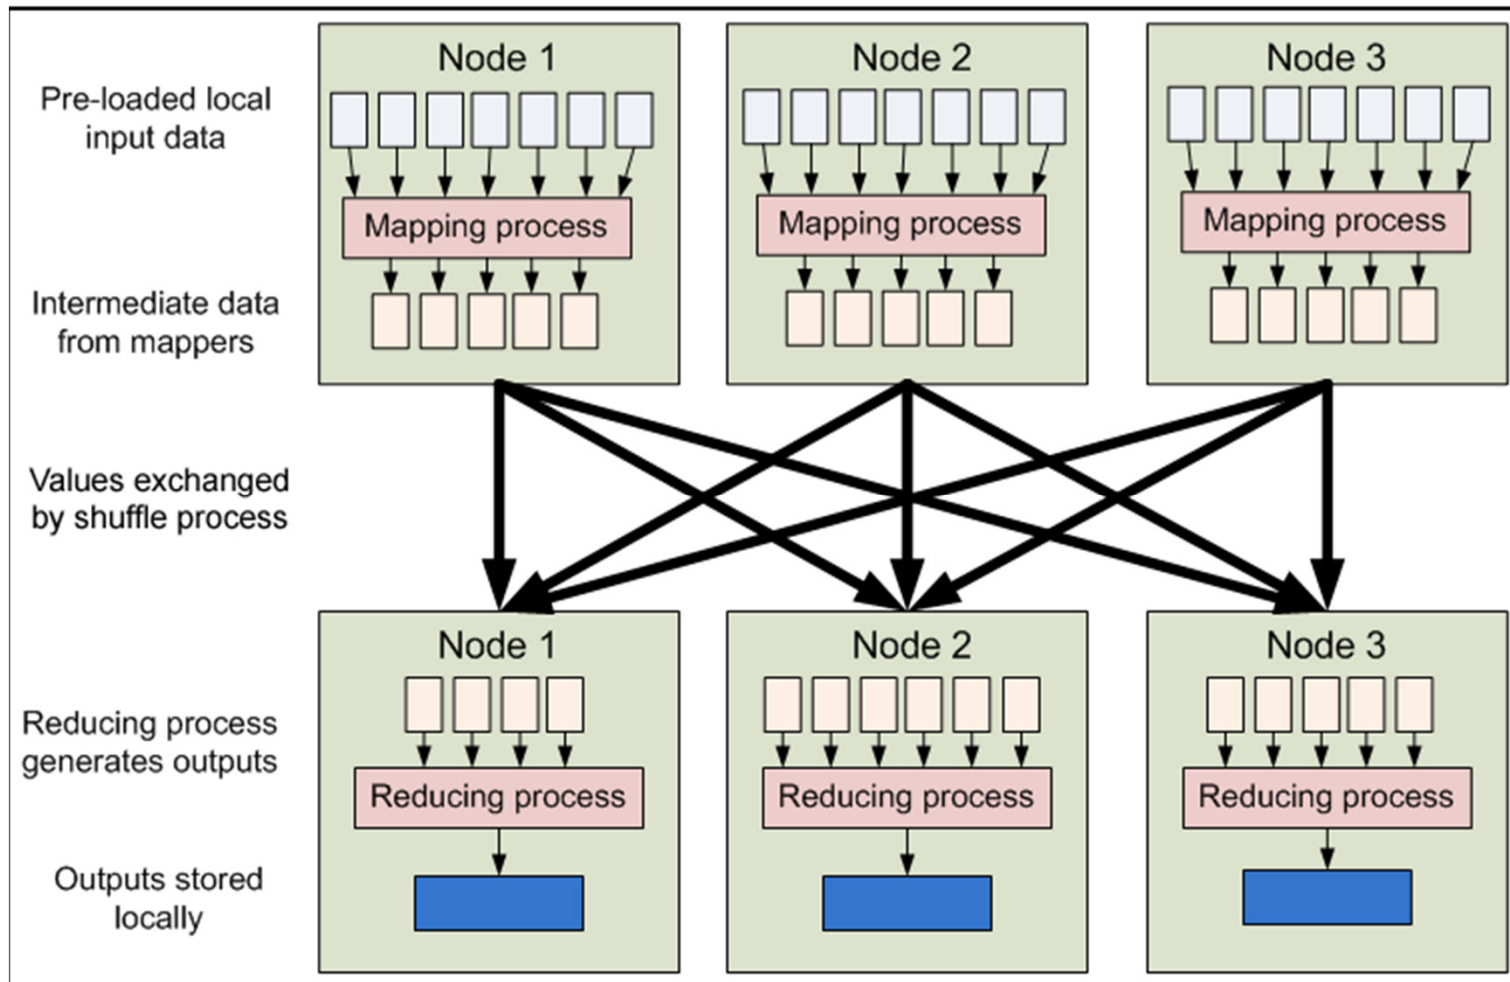 Node 1
Node 2
Node 3
Pre-loaded local
input data
Mapping process
Mapping process
Mapping process
Intermediate data
from mappers
Values exchanged
by shuffle process
Node 1
Node 2
Node 3
Reducing process
generates outputs
Reducing process
Reducing process
Reducing process
Outputs stored
locally